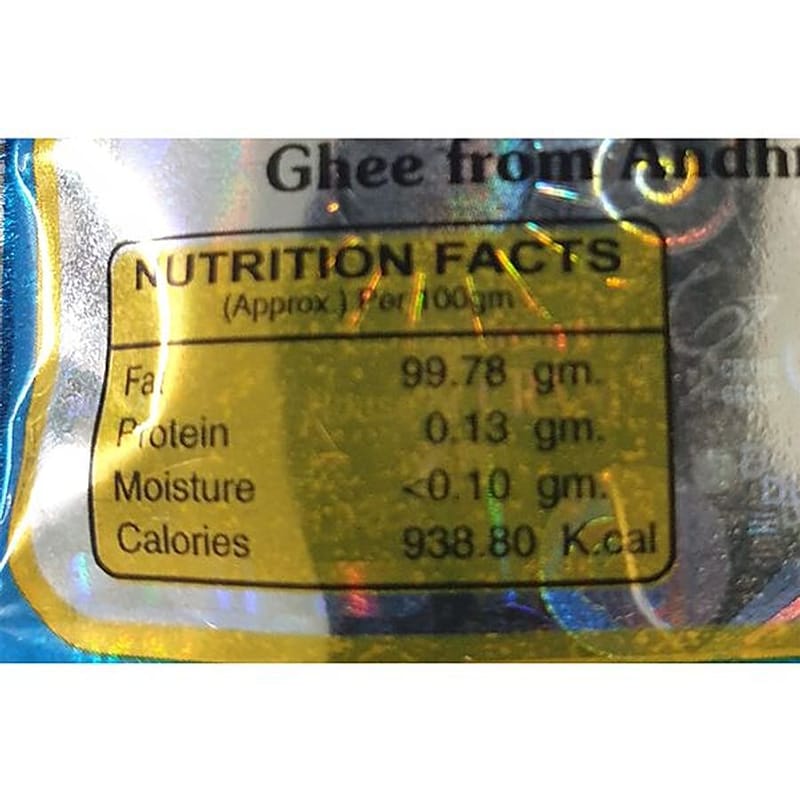 Ghee from Andhr
NUTRITION FACTS
(Approx.) Per 100gm
Fat 99.78 gm.
Protein 0.13 gm.
Moisture <0.10 gm.
Calories 938.80 K.cal